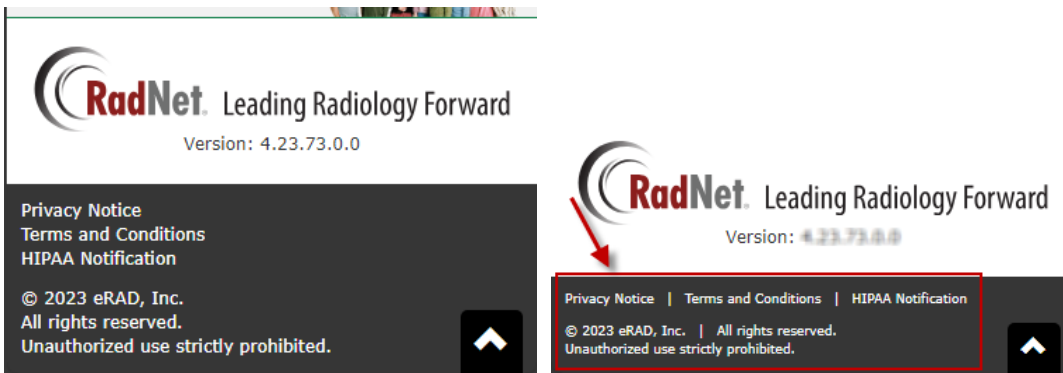 RadNet. Leading Radiology Forward
Version: 4.23.73.0.0
Privacy Notice
Terms and Conditions
HIPAA Notification
© 2023 eRAD, Inc.
All rights reserved.
Unauthorized use strictly prohibited.
RadNet. Leading Radiology Forward
Version:
Privacy Notice | Terms and Conditions | HIPAA Notification
© 2023 eRAD, Inc. | All rights reserved.
Unauthorized use strictly prohibited.